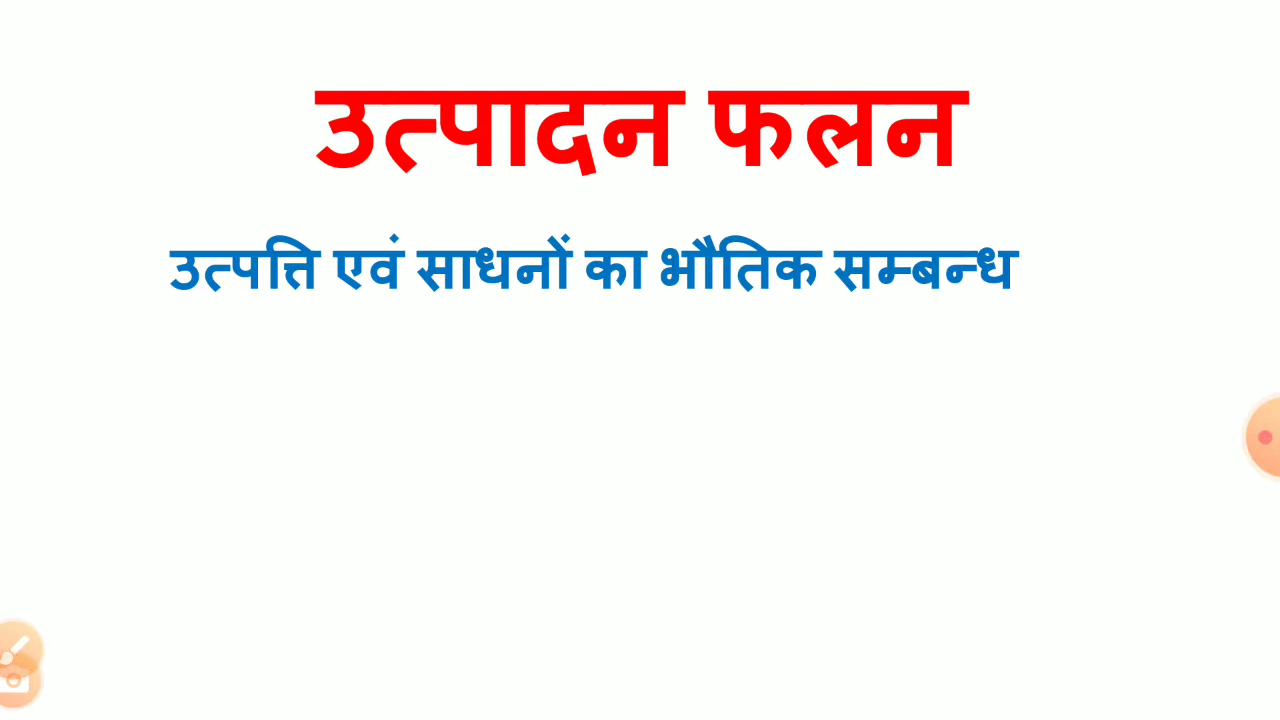 उत्पादन फलन
उत्पत्ति एवं साधनों का भौतिक सम्बन्ध